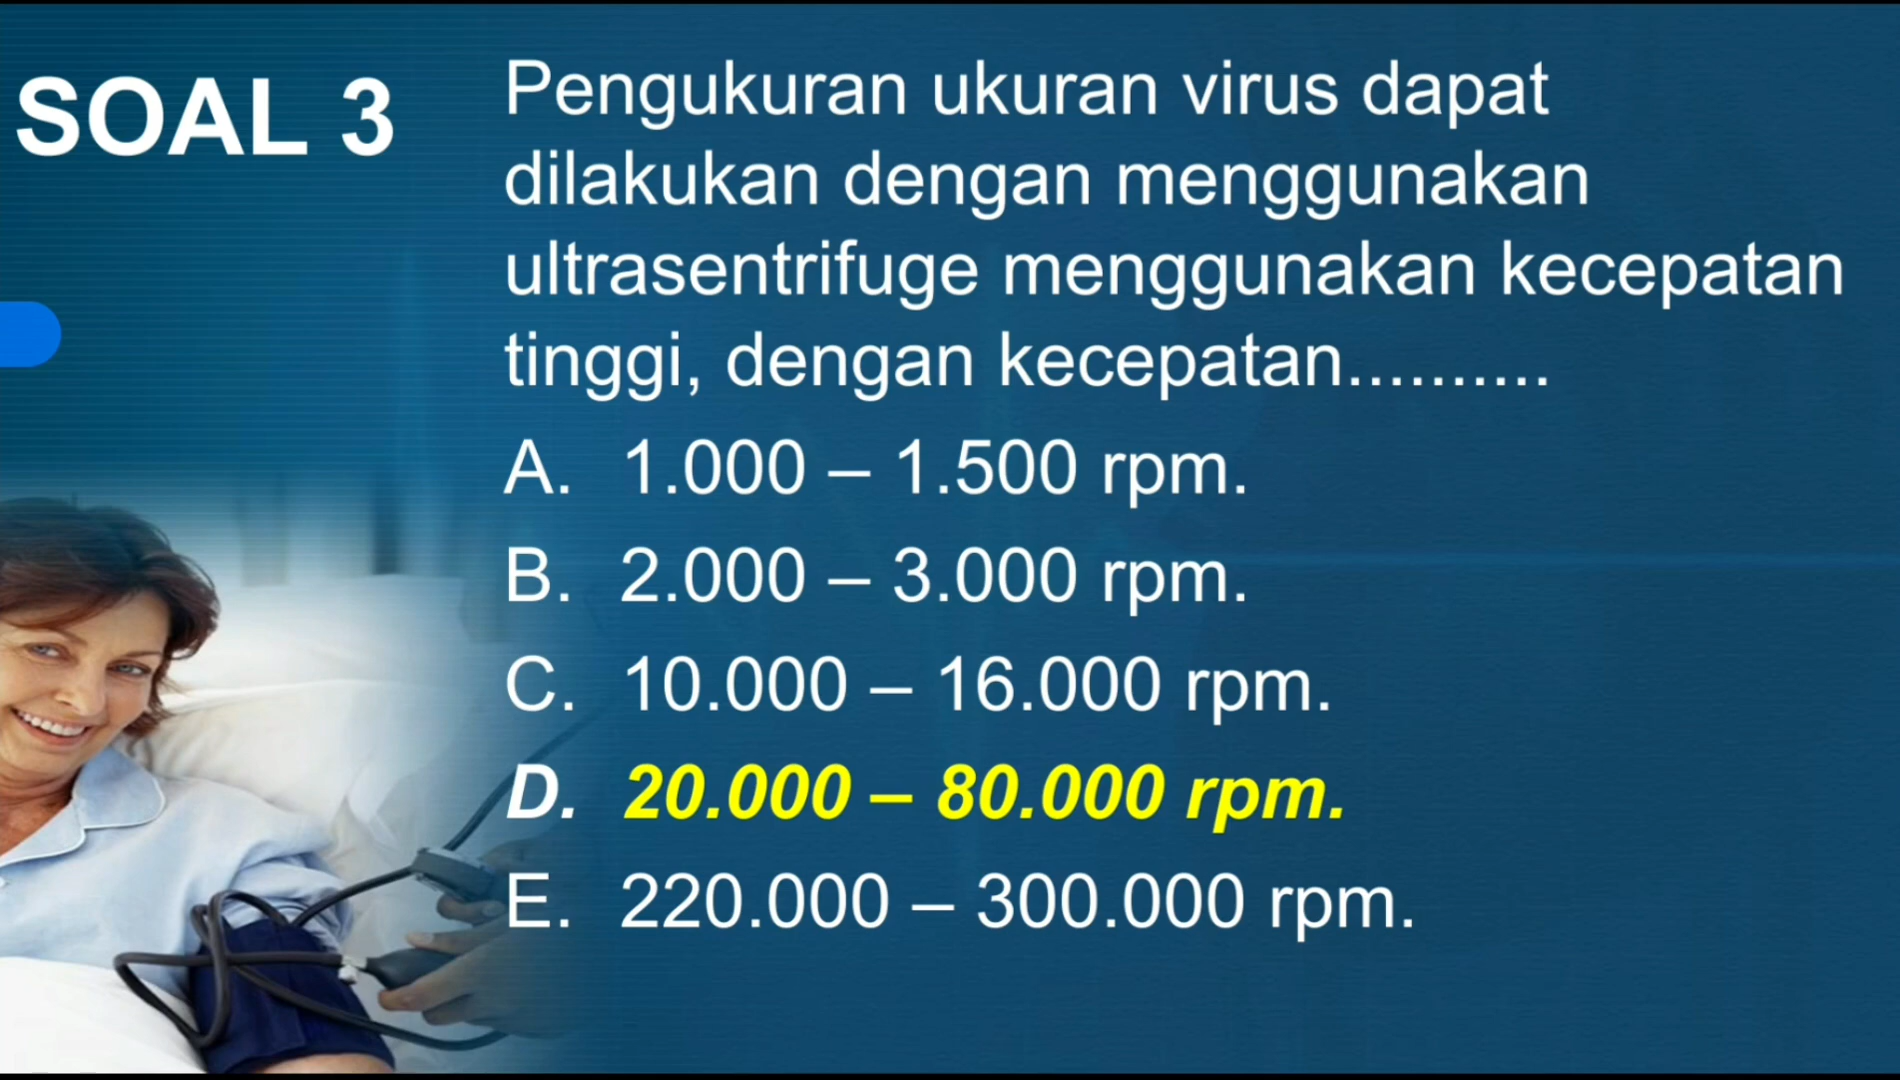 SOAL 3
Pengukuran ukuran virus dapat
dilakukan dengan menggunakan
ultrasentrifuge menggunakan kecepatan
tinggi, dengan kecepatan..........
A. 1.000 – 1.500 rpm.
B. 2.000 – 3.000 rpm.
C. 10.000 – 16.000 rpm.
D. 20.000 – 80.000 rpm.
E. 220.000 – 300.000 rpm.